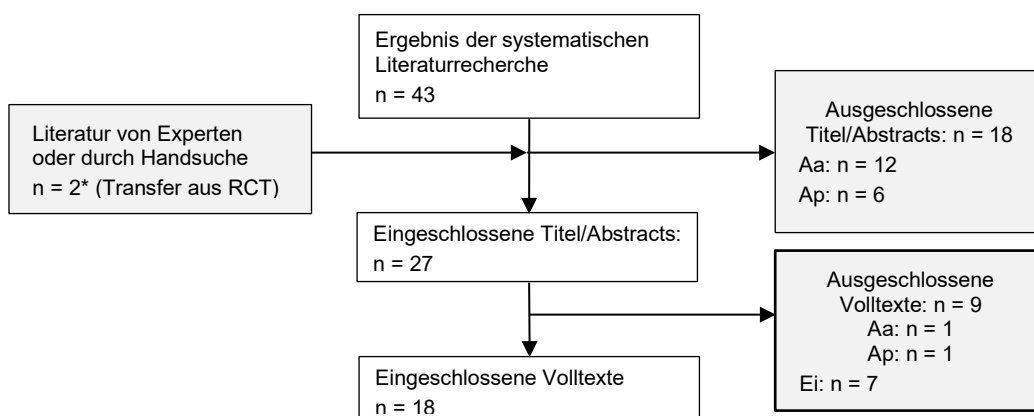 Ergebnis der systematischen
Literaturrecherche
n = 43
Literatur von Experten
oder durch Handsuche
n = 2* (Transfer aus RCT)
Ausgeschlossene
Titel/Abstracts: n = 18
Aa: n = 12
Ap: n = 6
Eingeschlossene Titel/Abstracts:
n = 27
Ausgeschlossene
Volltexte: n = 9
Aa: n = 1
Ap: n = 1
Ei: n = 7
Eingeschlossene Volltexte
n = 18